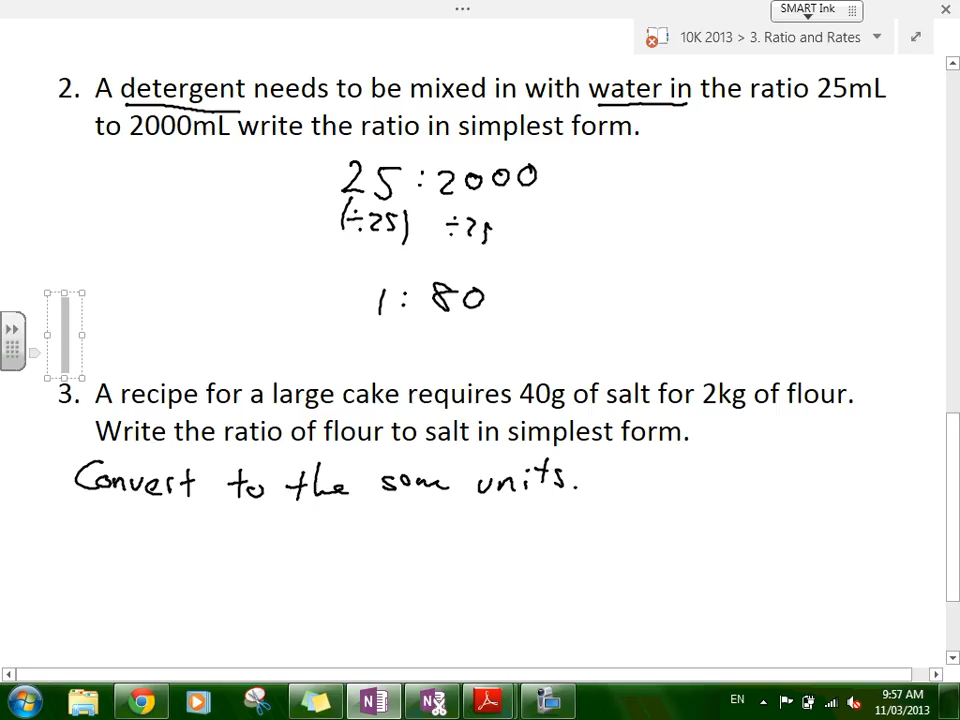 SMART Ink
10K 2013 > 3. Ratio and Rates
2. A detergent needs to be mixed in with water in the ratio 25mL
to 2000mL write the ratio in simplest form.
25 : 2000
(÷25) ÷25
1 : 80
3. A recipe for a large cake requires 40g of salt for 2kg of flour.
Write the ratio of flour to salt in simplest form.
Convert to the same units.
EN
9:57 AM
11/03/2013